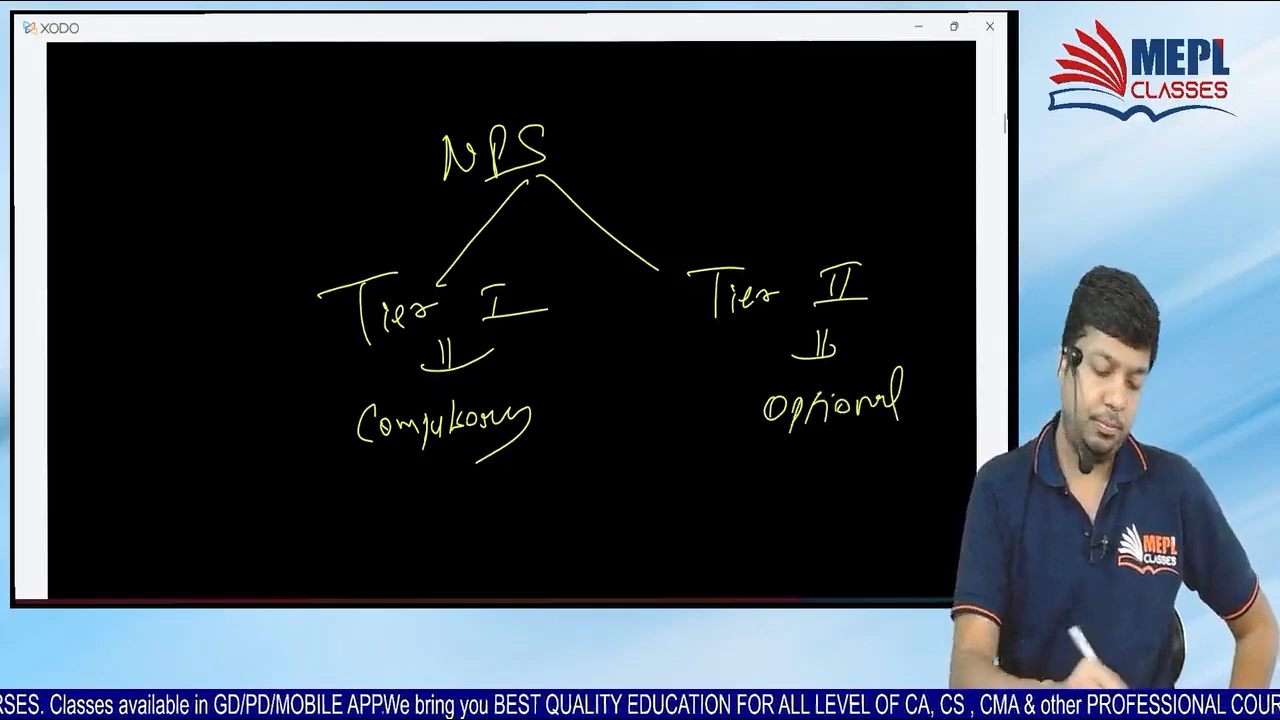 XODO
MEPL
CLASSES
NPS
Tier I
Tier II
Compulsory
Optional
MEPL
CLASSES
RSES. Classes available in GD/PD/MOBILE APP.We bring you BEST QUALITY EDUCATION FOR ALL LEVEL OF CA, CS , CMA & other PROFESSIONAL COUR